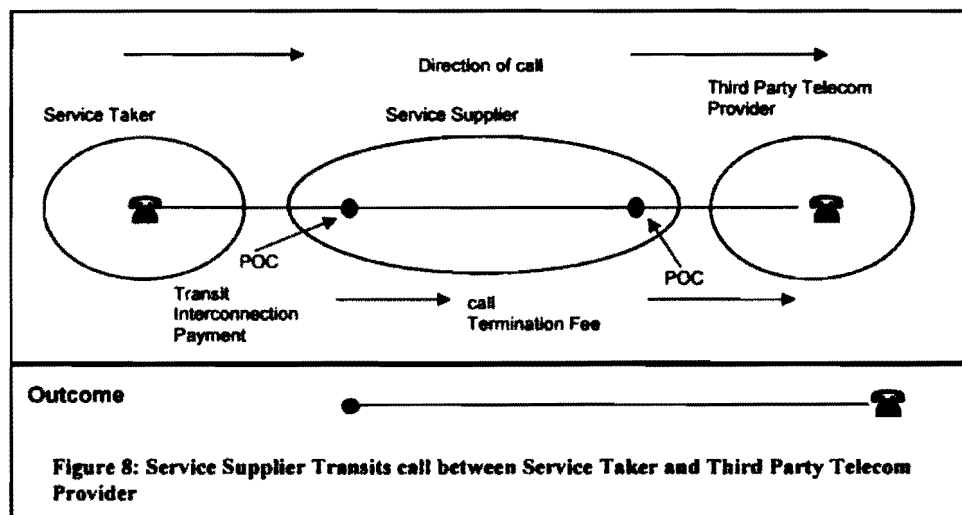 Direction of call
Third Party Telecom
Provider
Service Taker
Service Supplier
POC
POC
Transit
Interconnection
Payment
call
Termination Fee
Outcome
Figure 8: Service Supplier Transits call between Service Taker and Third Party Telecom
Provider